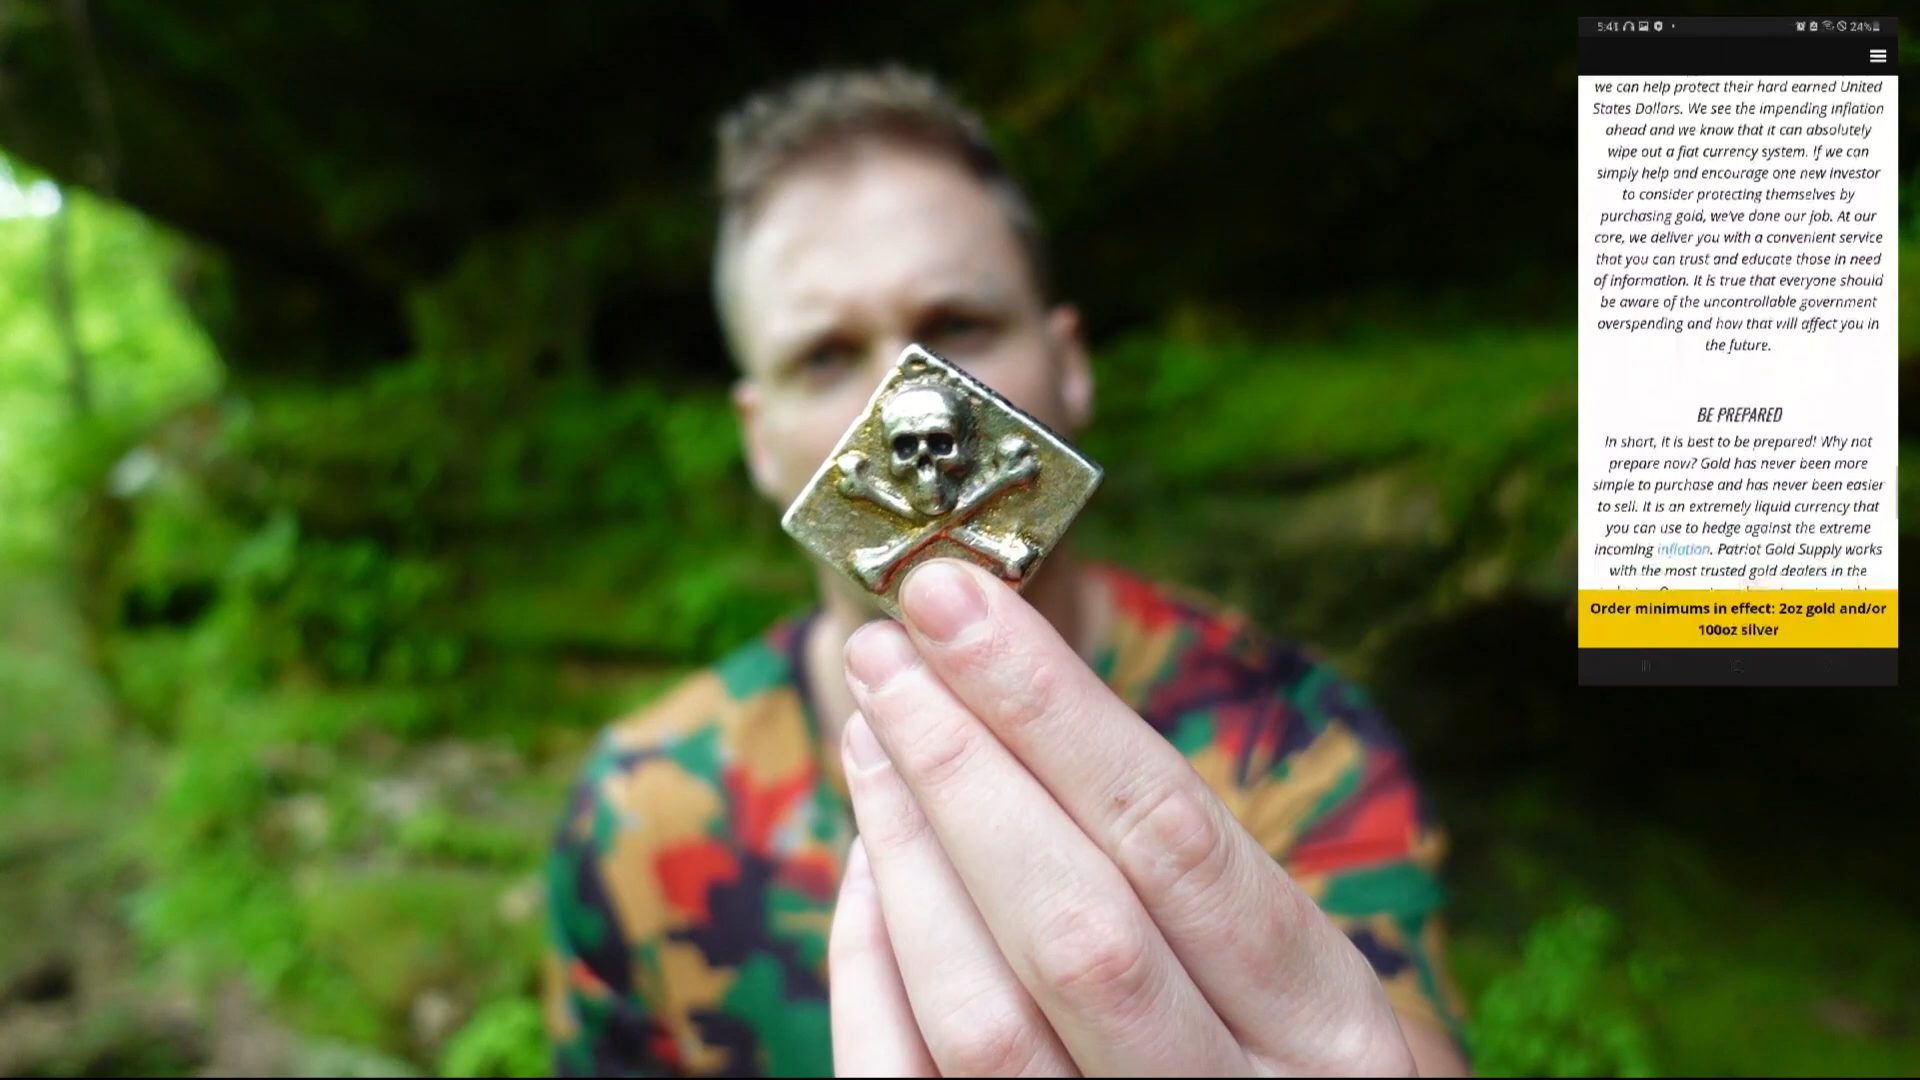 5:41
24%
we can help protect their hard earned United
States Dollars. We see the impending inflation
ahead and we know that it can absolutely
wipe out a fiat currency system. If we can
simply help and encourage one new investor
to consider protecting themselves by
purchasing gold, we've done our job. At our
core, we deliver you with a convenient service
that you can trust and educate those in need
of information. It is true that everyone should
be aware of the uncontrollable government
overspending and how that will affect you in
the future.
BE PREPARED
In short, it is best to be prepared! Why not
prepare now? Gold has never been more
simple to purchase and has never been easier
to sell. It is an extremely liquid currency that
you can use to hedge against the extreme
incoming inflation. Patriot Gold Supply works
with the most trusted gold dealers in the
Order minimums in effect: 2oz gold and/or
100oz silver